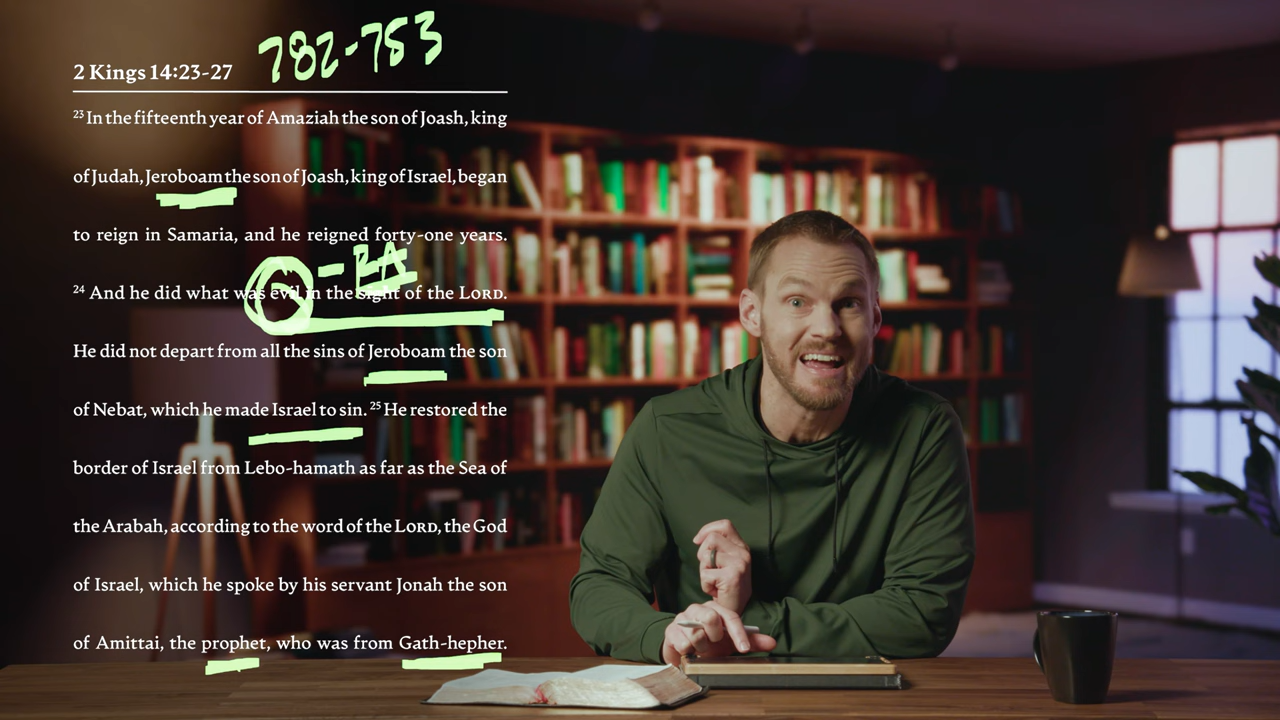 2 Kings 14:23-27 782-753
23 In the fifteenth year of Amaziah the son of Joash, king
of Judah, Jeroboam the son of Joash, king of Israel, began
to reign in Samaria, and he reigned forty-one years.
24 And he did what was evil in the sight of the LORD.
He did not depart from all the sins of Jeroboam the son
of Nebat, which he made Israel to sin. 25 He restored the
border of Israel from Lebo-hamath as far as the Sea of
the Arabah, according to the word of the LORD, the God
of Israel, which he spoke by his servant Jonah the son
of Amittai, the prophet, who was from Gath-hepher.